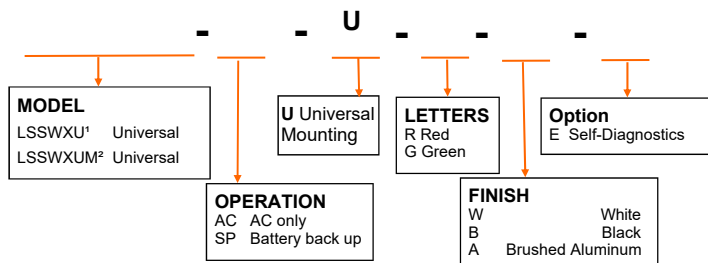 - - U - - -
MODEL
LSSWXU¹ Universal
LSSWXUM² Universal
U Universal
Mounting
LETTERS
R Red
G Green
Option
E Self-Diagnostics
OPERATION
AC AC only
SP Battery back up
FINISH
W White
B Black
A Brushed Aluminum